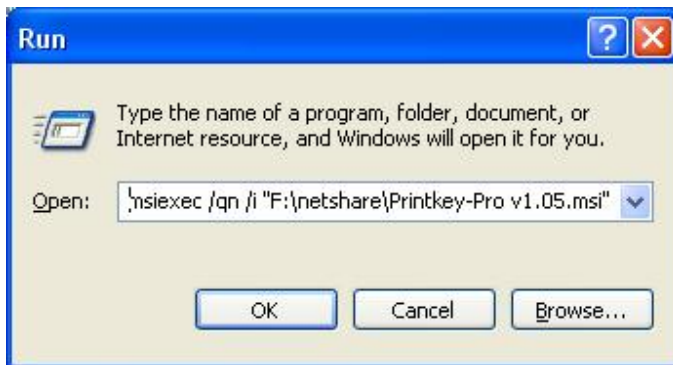 Run
Type the name of a program, folder, document, or
Internet resource, and Windows will open it for you.
Open: msiexec /qn /i "F:\netshare\Printkey-Pro v1.05.msi"
OK Cancel Browse...